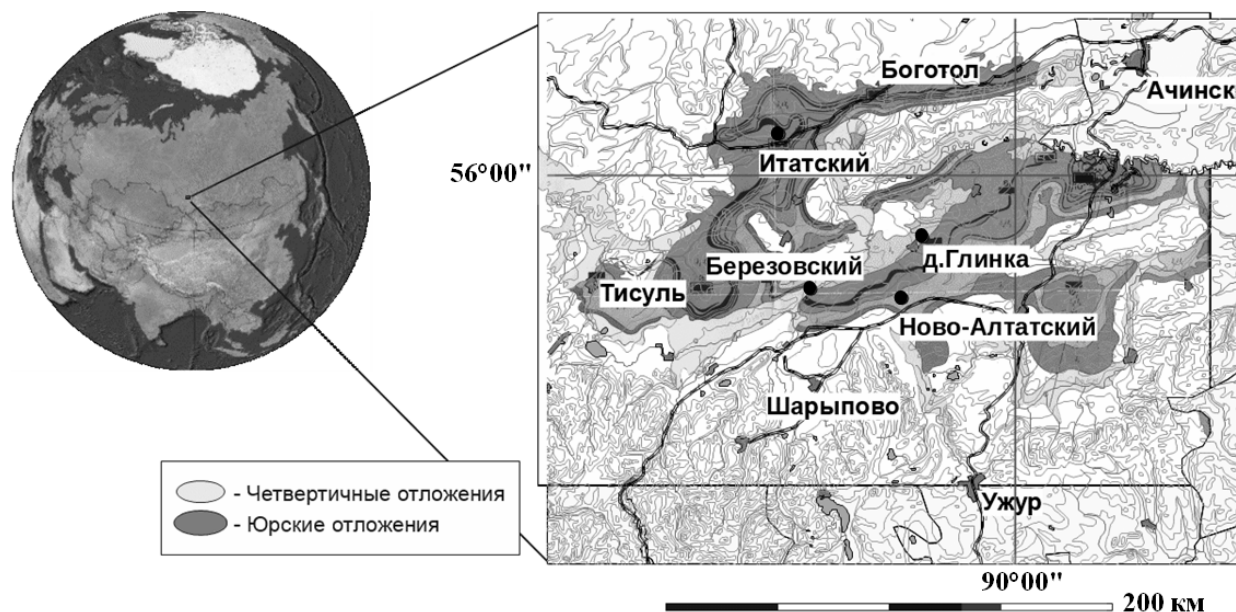 Боготол
Ачинск
Итатский
56°00"
Березовский
д.Глинка
Тисуль
Ново-Алтатский
Шарыпово
- Четвертичные отложения
- Юрские отложения
Ужур
90°00"
200 км